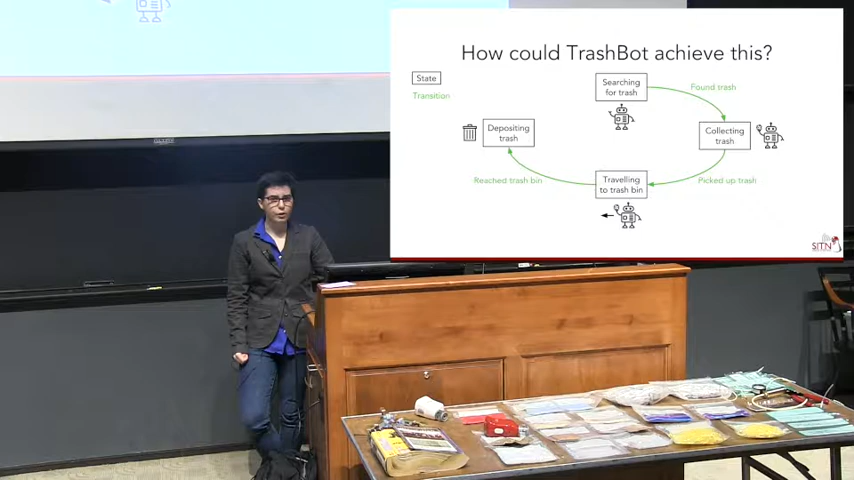 How could TrashBot achieve this?
State
Transition
Searching
for trash
Found trash
Depositing
trash
Collecting
trash
Travelling
to trash bin
Reached trash bin
Picked up trash
SITN